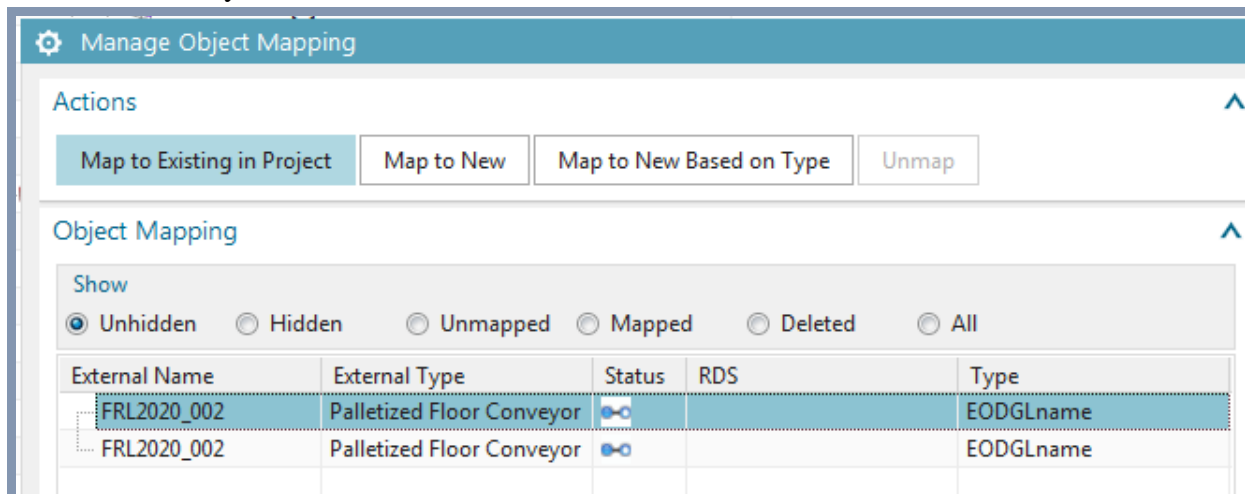 Manage Object Mapping
Actions
Map to Existing in Project Map to New Map to New Based on Type Unmap
Object Mapping
Show
Unhidden Hidden Unmapped Mapped Deleted All
External Name External Type Status RDS Type
FRL2020_002 Palletized Floor Conveyor EODGLname
FRL2020_002 Palletized Floor Conveyor EODGLname